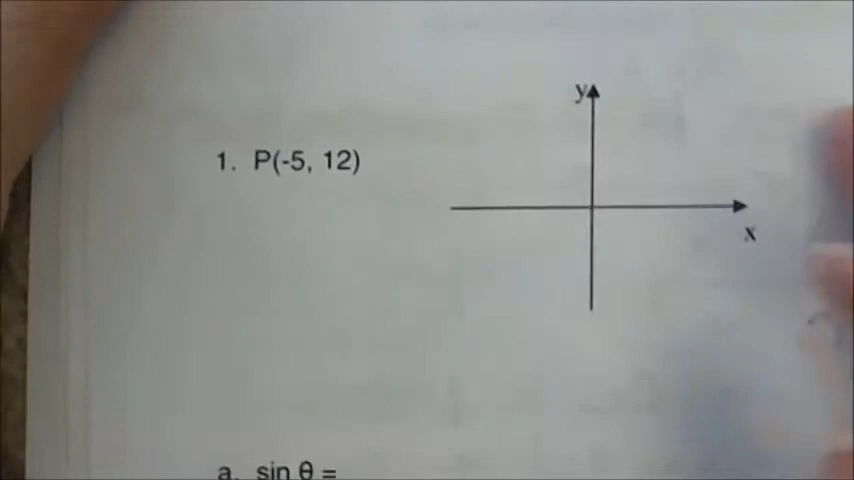 y
1. P(-5, 12)
x
a. sin θ =